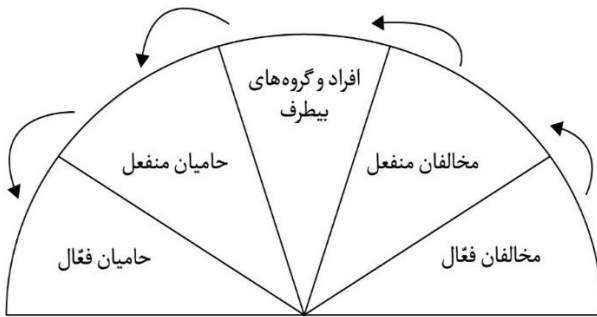 افراد و گروه‌های
بیطرف
مخالفان منفعل
حامیان منفعل
مخالفان فعّال
حامیان فعّال